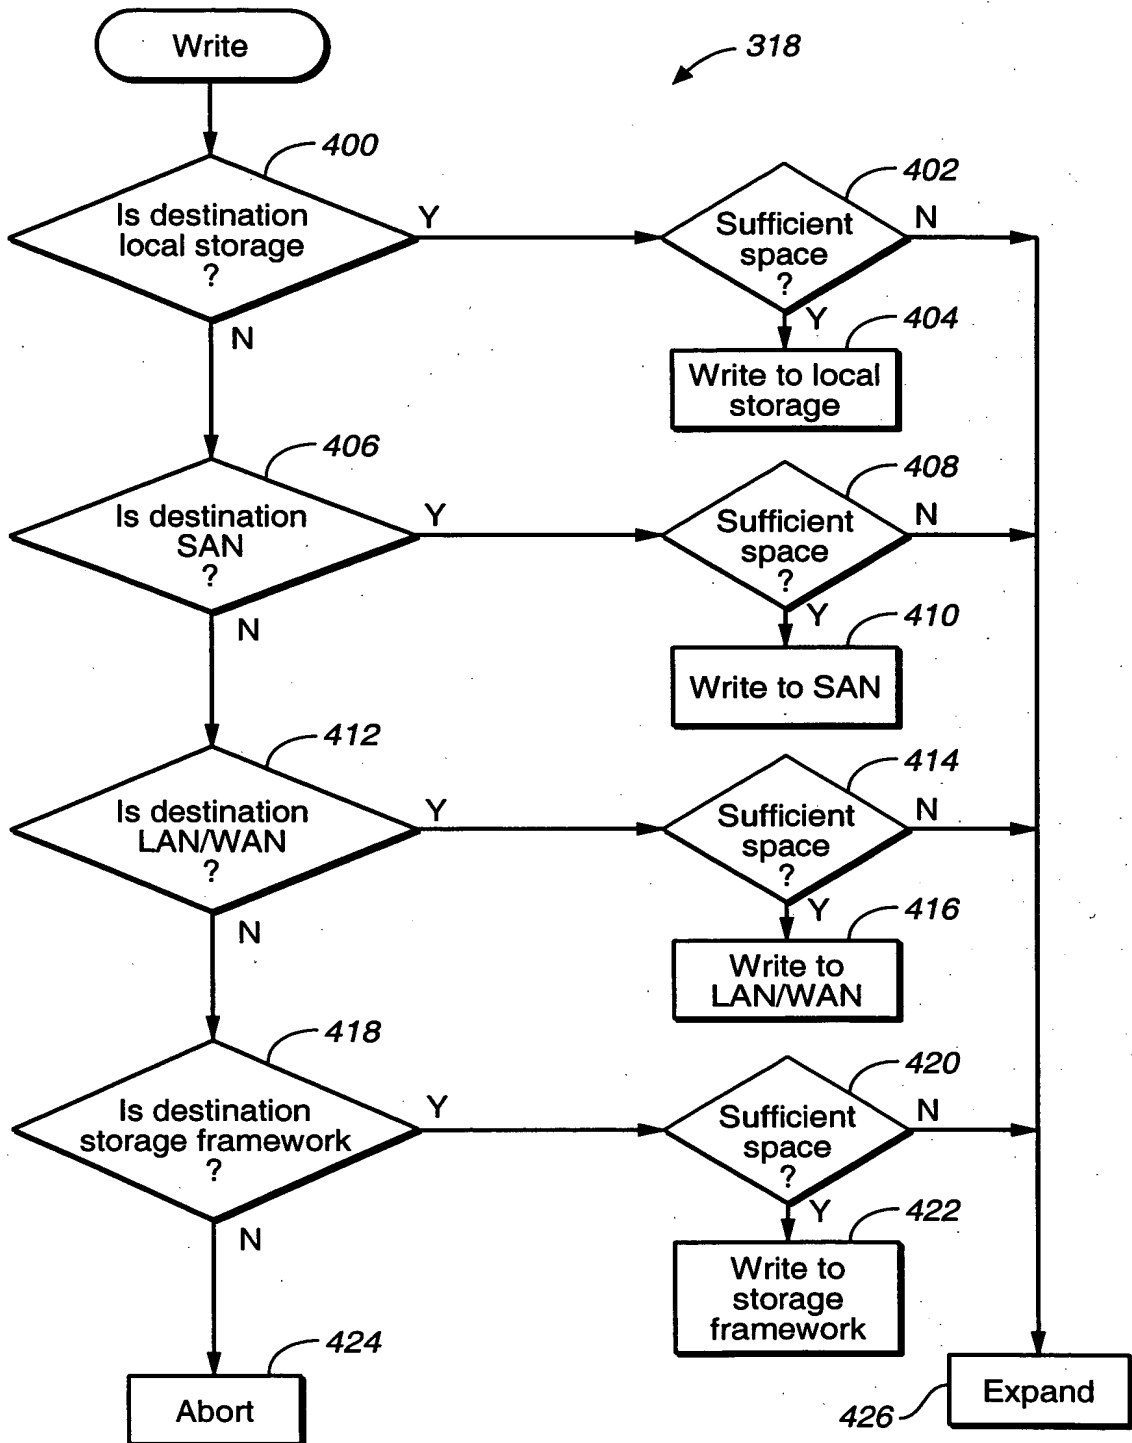 Write
318
400
Is destination
local storage
?
Y
N
402
Sufficient
space
?
N
Y
404
Write to local
storage
406
Is destination
SAN
?
Y
N
408
Sufficient
space
?
N
Y
410
Write to SAN
412
Is destination
LAN/WAN
?
Y
N
414
Sufficient
space
?
N
Y
416
Write to
LAN/WAN
418
Is destination
storage framework
?
Y
N
420
Sufficient
space
?
N
Y
422
Write to
storage
framework
424
Abort
426
Expand